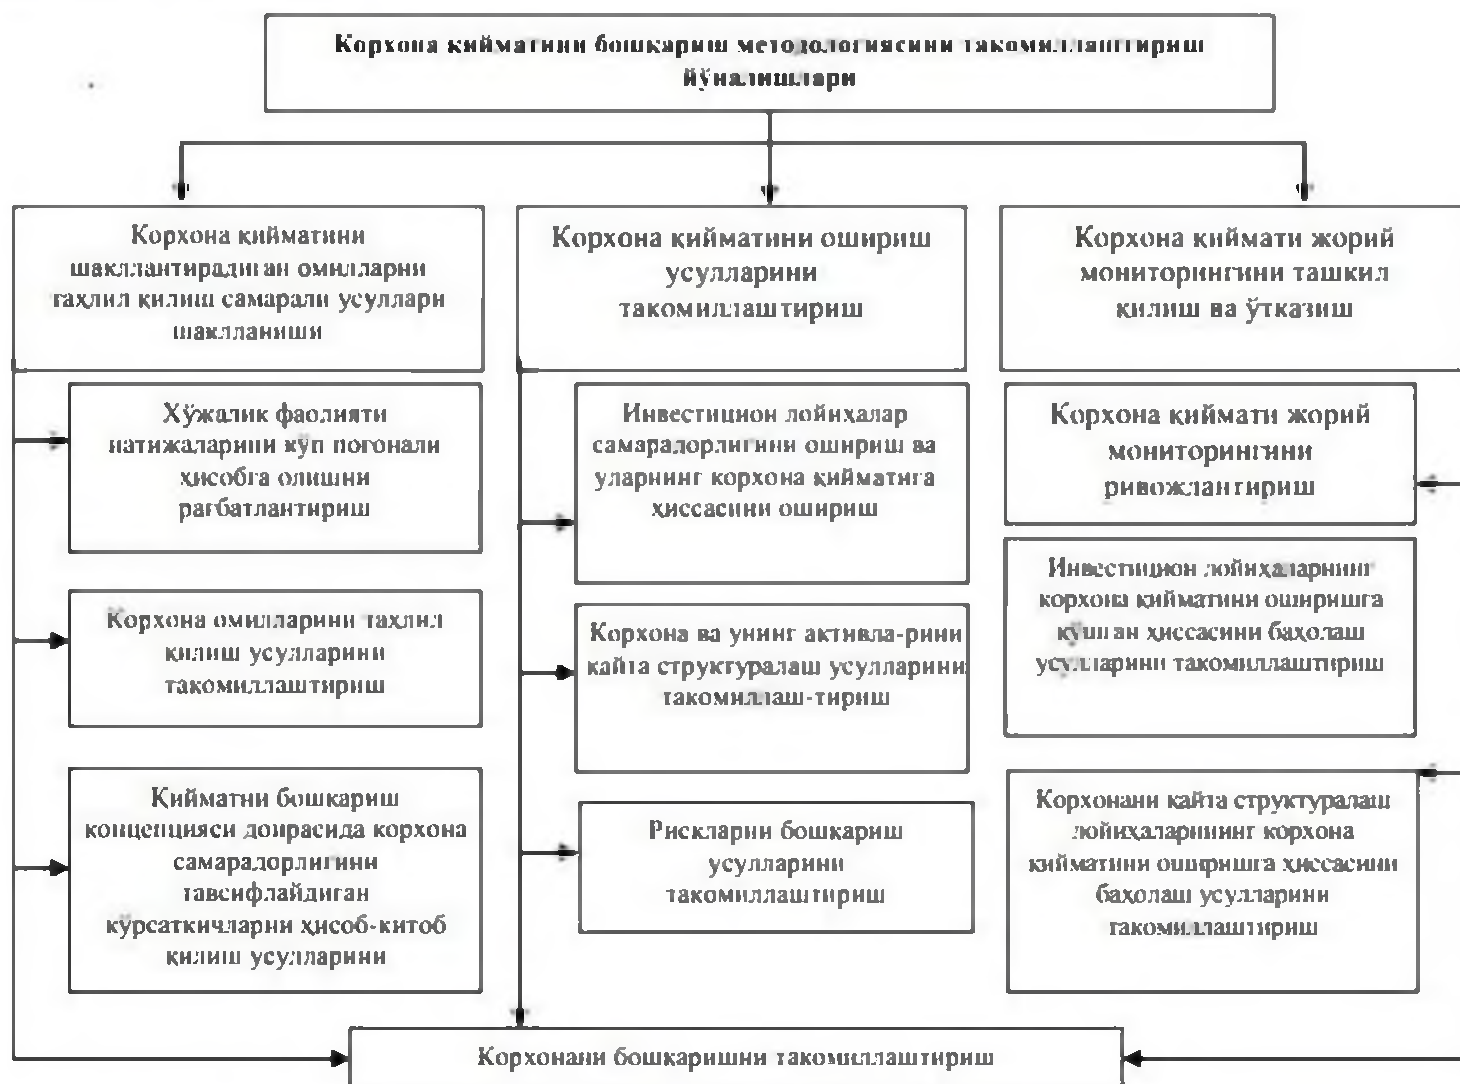 Корхона қийматини бошқариш методологиясини такомиллаштириш
йўналишлари
Корхона қийматини
шакллантирадиган омилларни
таҳлил қилиш самарали усуллари
шаклланиши
Корхона қийматини ошириш
усулларини
такомиллаштириш
Корхона қиймати жорий
мониторингини ташкил
қилиш ва ўтказиш
Хўжалик фаолияти
натижаларини кўп поғонали
ҳисобга олишни
рағбатлантириш
Корхона омилларини таҳлил
қилиш усулларини
такомиллаштириш
Қийматни бошқариш
концепцияси доирасида корхона
самарадорлигини
тавсифлайдиган
кўрсаткичларни ҳисоб-китоб
қилиш усулларини
Инвестицион лойиҳалар
самарадорлигини ошириш ва
уларнинг корхона қийматига
ҳиссасини ошириш
Корхона ва унинг активла-рини
қайта структуралаш усулларини
такомиллаш-тириш
Рискларни бошқариш
усулларини
такомиллаштириш
Корхона қиймати жорий
мониторингини
ривожлантириш
Инвестицион лойиҳаларнинг
корхона қийматини оширишга
қўшган ҳиссасини баҳолаш
усулларини такомиллаштириш
Корхонани қайта структуралаш
лойиҳаларининг корхона
қийматини оширишга ҳиссасини
баҳолаш усулларини
такомиллаштириш
Корхонани бошқаришни такомиллаштириш